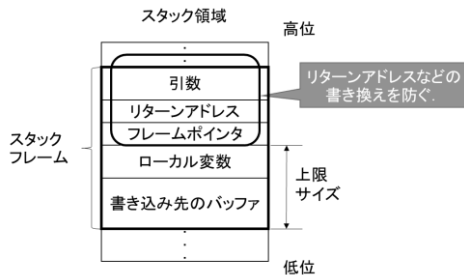 スタック領域
高位
・
・
引数
リターンアドレスなどの
書き換えを防ぐ.
リターンアドレス
フレームポインタ
スタック
フレーム
ローカル変数
上限
サイズ
書き込み先のバッファ
・
・
・
低位